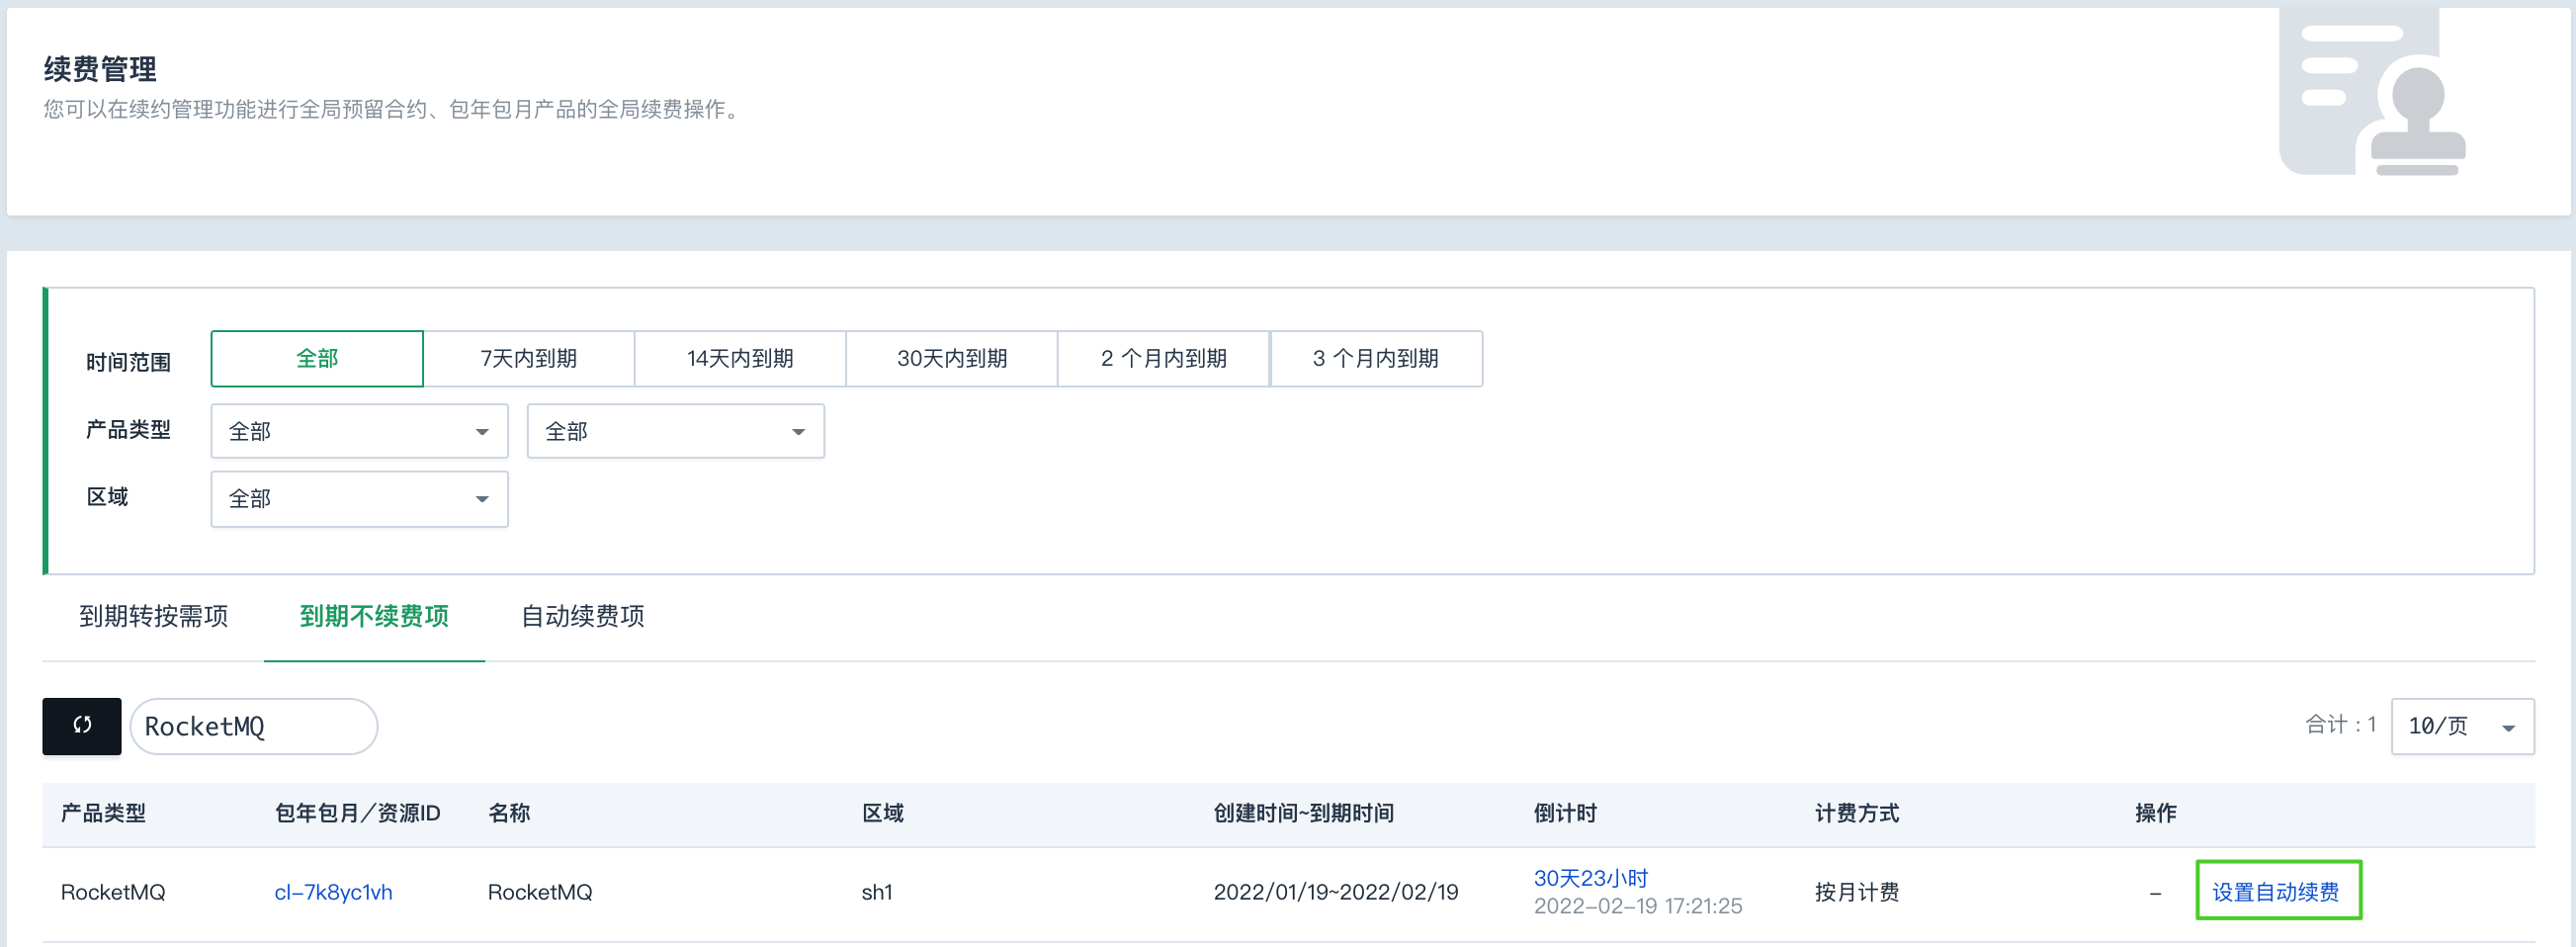 续费管理
您可以在续约管理功能进行全局预留合约、包年包月产品的全局续费操作。
时间范围 全部 7天内到期 14天内到期 30天内到期 2 个月内到期 3 个月内到期
产品类型 全部 全部
区域 全部
到期转按需项 到期不续费项 自动续费项
RocketMQ 合计 : 1 10/页
产品类型 包年包月/资源ID 名称 区域 创建时间~到期时间 倒计时 计费方式 操作
RocketMQ cl-7k8yc1vh RocketMQ sh1 2022/01/19~2022/02/19 30天23小时 按月计费 - 设置自动续费
2022-02-19 17:21:25